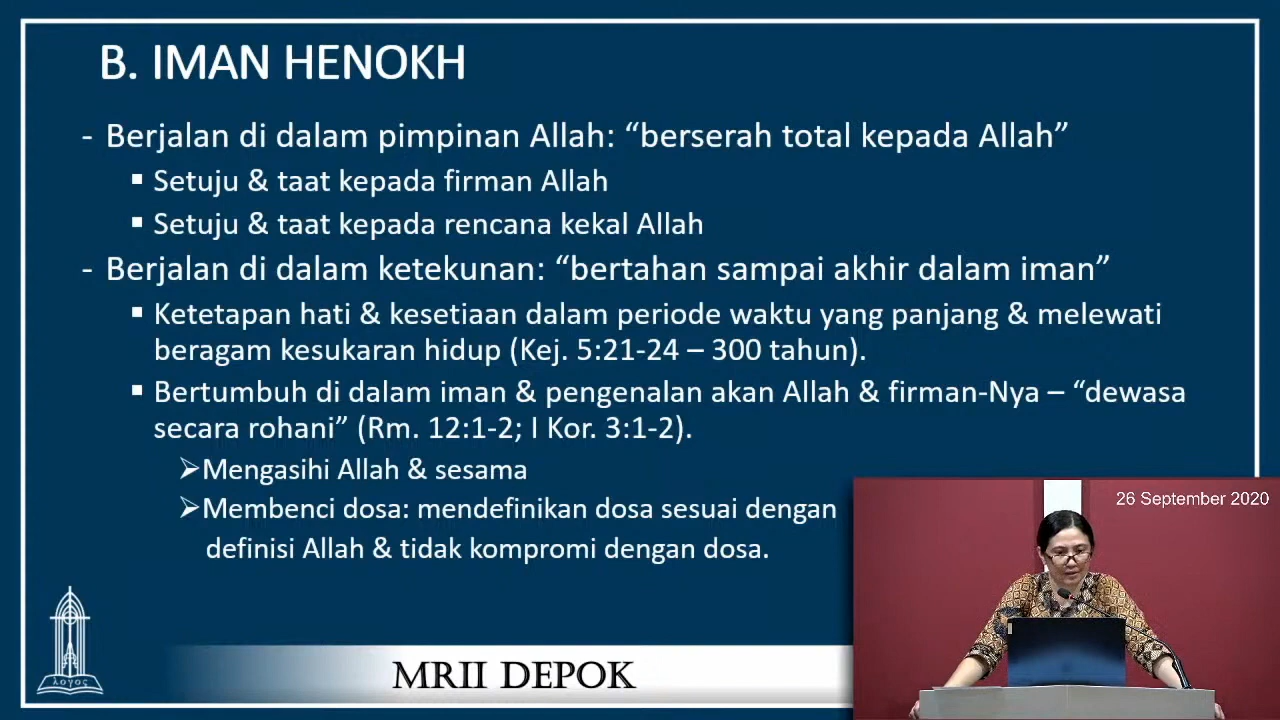 B. IMAN HENOKH
- Berjalan di dalam pimpinan Allah: “berserah total kepada Allah”
▪ Setuju & taat kepada firman Allah
▪ Setuju & taat kepada rencana kekal Allah
- Berjalan di dalam ketekunan: “bertahan sampai akhir dalam iman”
▪ Ketetapan hati & kesetiaan dalam periode waktu yang panjang & melewati
beragam kesukaran hidup (Kej. 5:21-24 – 300 tahun).
▪ Bertumbuh di dalam iman & pengenalan akan Allah & firman-Nya – “dewasa
secara rohani” (Rm. 12:1-2; I Kor. 3:1-2).
➢Mengasihi Allah & sesama
➢Membenci dosa: mendefinikan dosa sesuai dengan
definisi Allah & tidak kompromi dengan dosa.
26 September 2020
λογος
MRII DEPOK